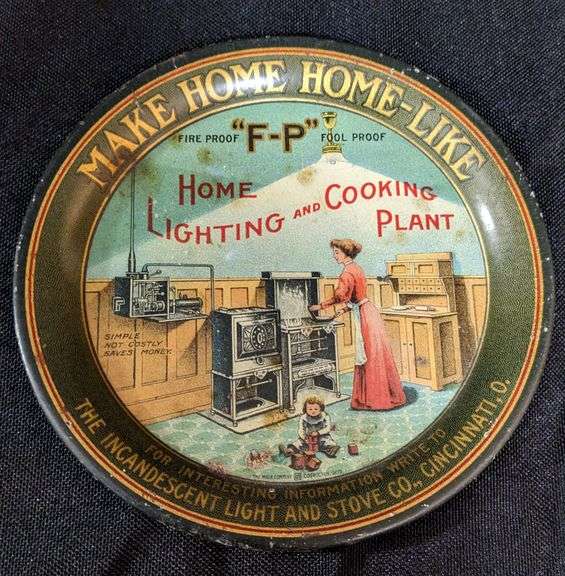 MAKE HOME HOME-LIKE
FIRE PROOF "F-P" FOOL PROOF
HOME
LIGHTING AND COOKING
PLANT
SIMPLE
NOT COSTLY
SAVES MONEY.
FOR INTERESTING INFORMATION WRITE TO
THE INCANDESCENT LIGHT AND STOVE CO., CINCINNATI, O.